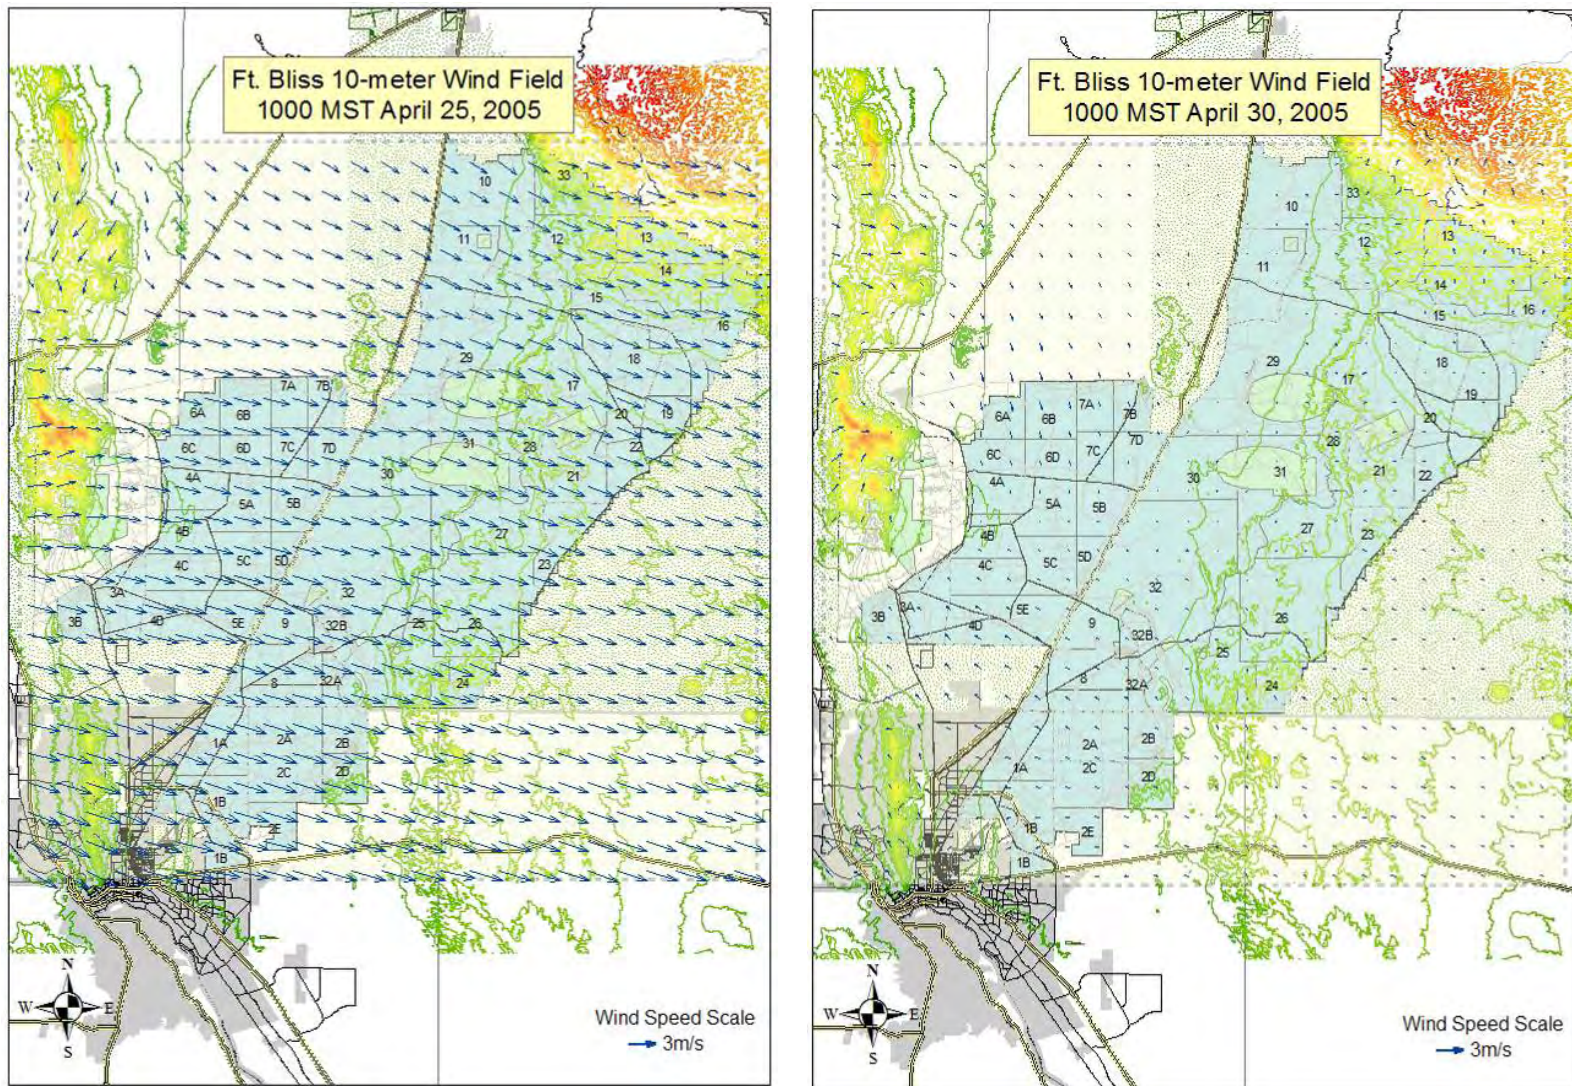 Ft. Bliss 10-meter Wind Field
1000 MST April 25, 2005
10
33
11
12
13
14
15
16
29
18
17
7A
7B
6A
6B
20
19
31
28
22
6C
6D
7C
7D
30
21
4A
5A
5B
4B
27
4C
5C
5D
23
3A
32
3B
4D
5E
9
32B
25
26
8
32A
24
1A
2A
2B
2C
2D
1B
2E
1B
N
W
E
S
Wind Speed Scale
3m/s
Ft. Bliss 10-meter Wind Field
1000 MST April 30, 2005
33
10
12
13
11
14
15
16
29
18
17
19
7A
7B
6A
6B
20
28
7D
6C
6D
7C
31
21
22
30
4A
5A
5B
27
23
4B
4C
5C
5D
32
3B
3A
5E
4D
9
32B
26
25
8
32A
24
2A
2B
1A
2C
2D
1B
2E
1B
N
W
E
S
Wind Speed Scale
3m/s